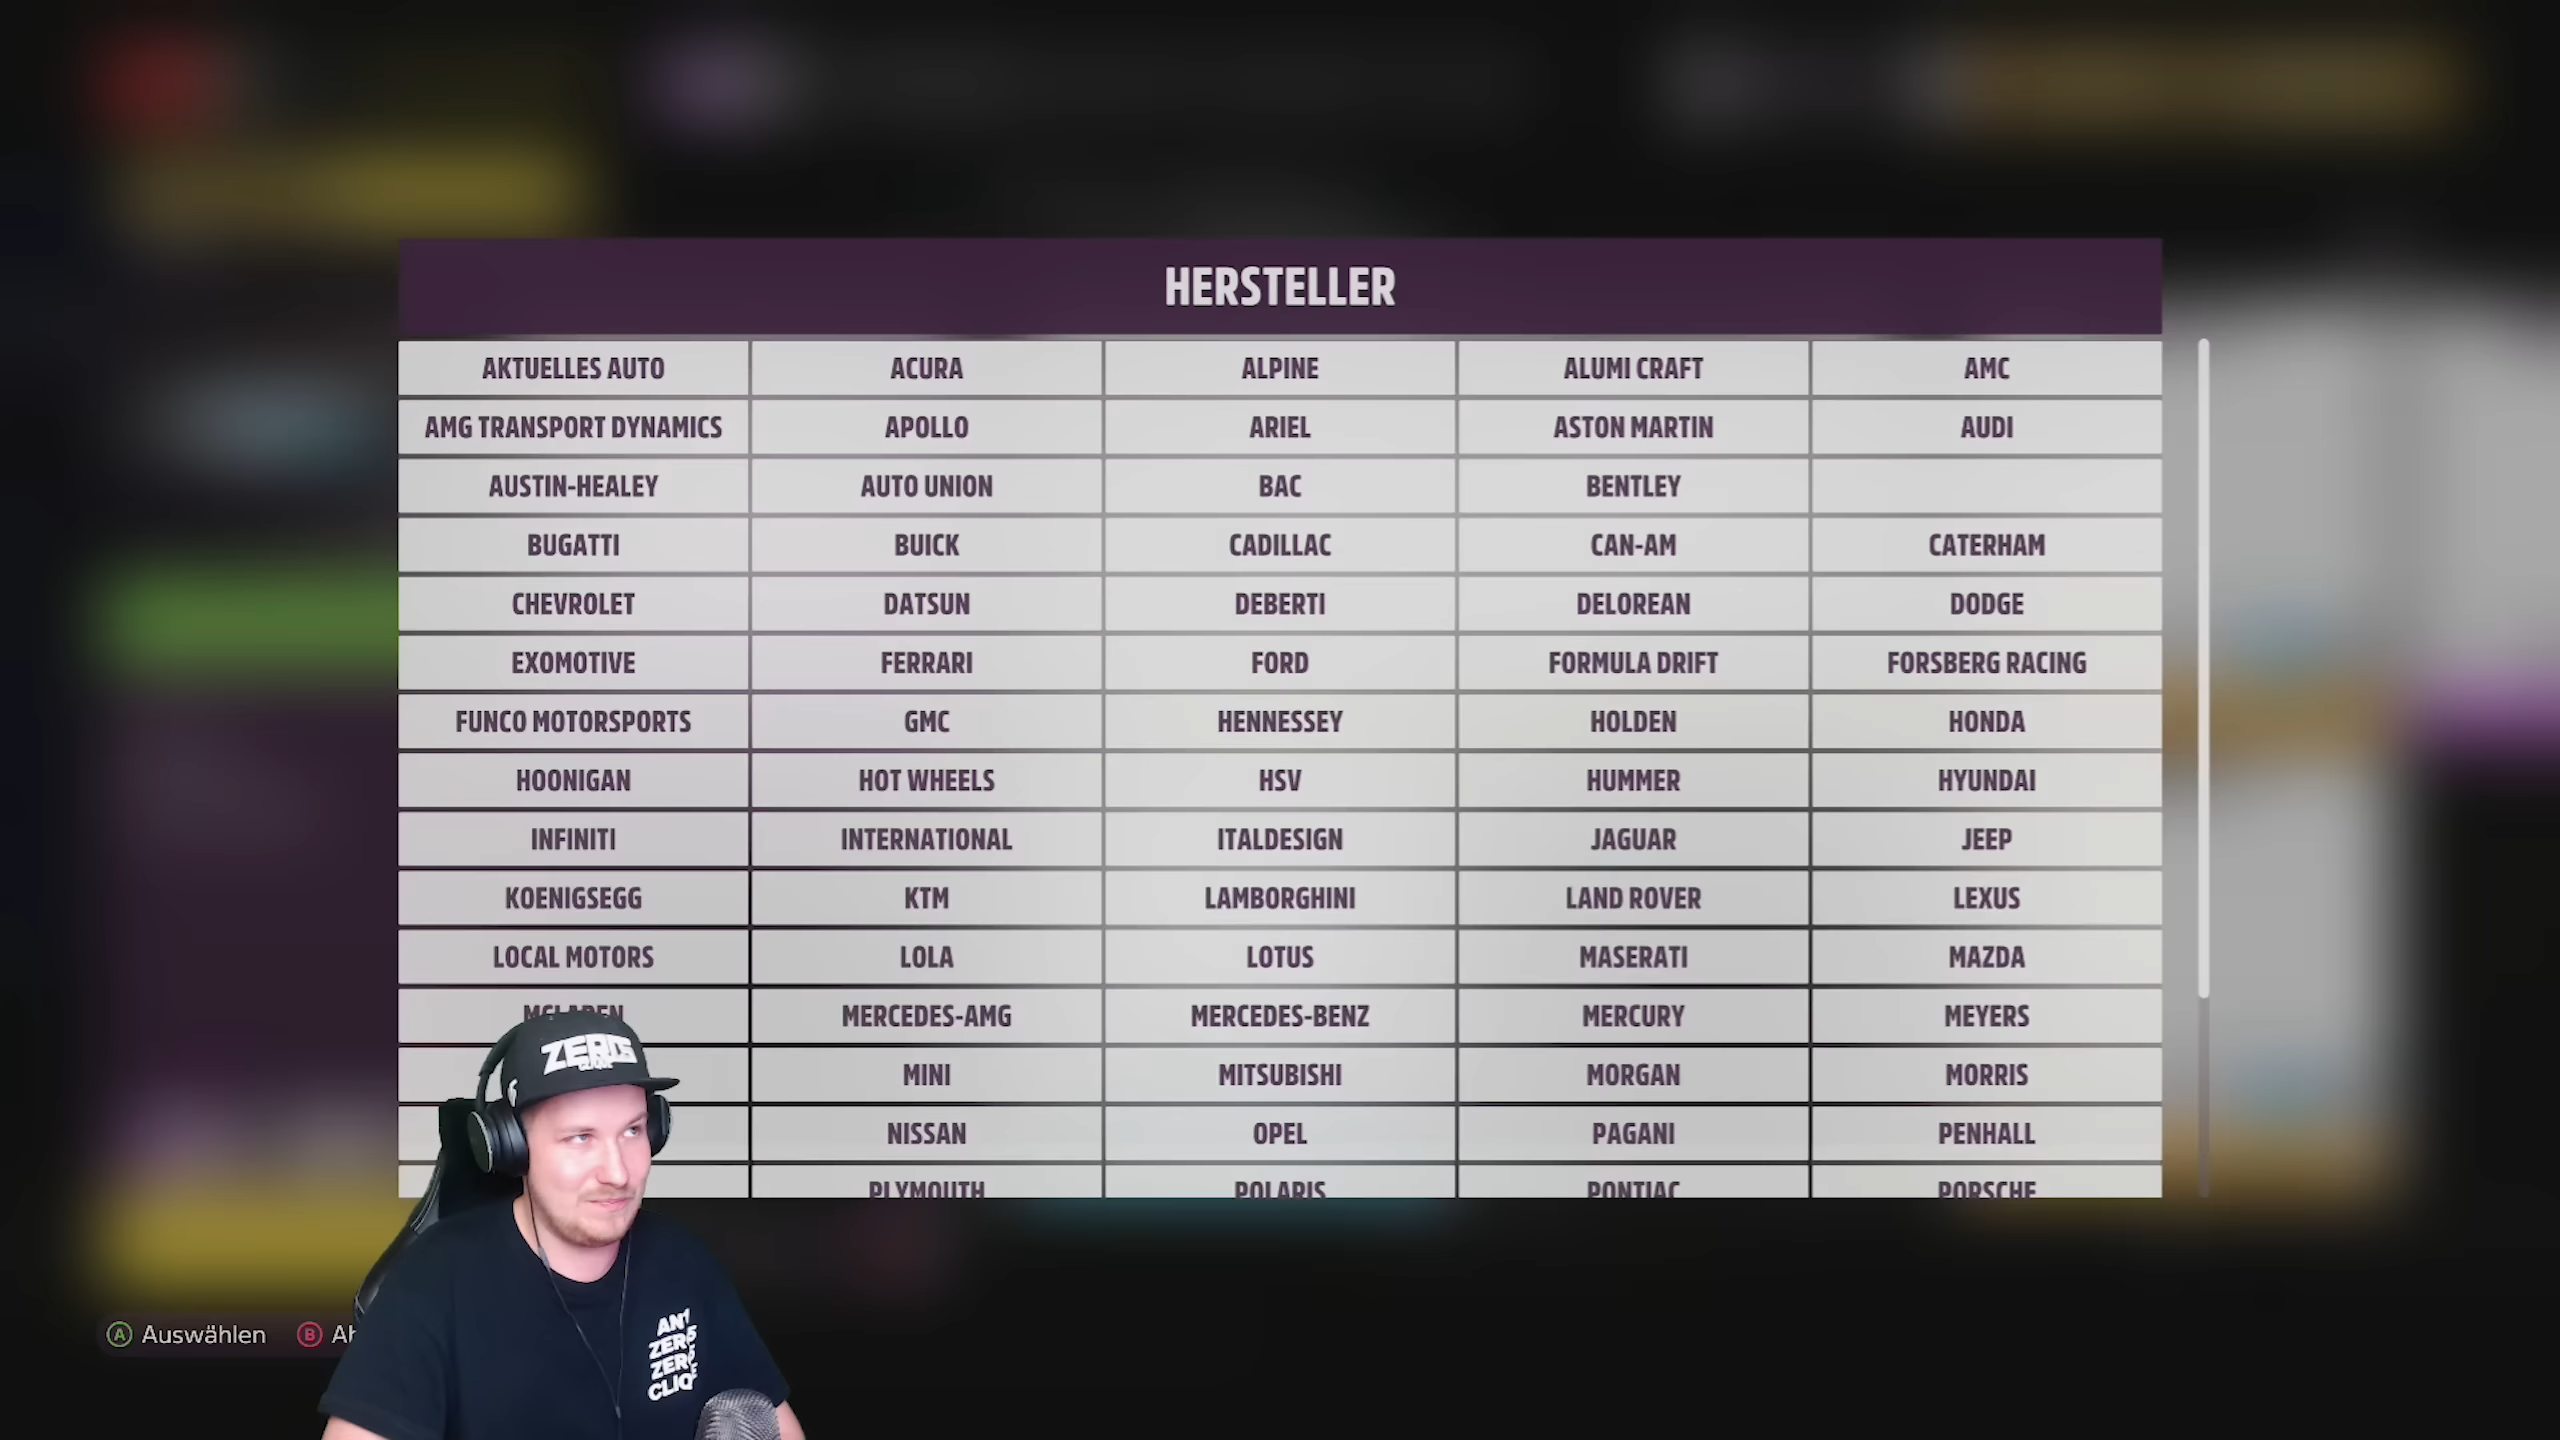 HERSTELLER
AKTUELLES AUTO ACURA ALPINE ALUMI CRAFT AMC
AMG TRANSPORT DYNAMICS APOLLO ARIEL ASTON MARTIN AUDI
AUSTIN-HEALEY AUTO UNION BAC BENTLEY
BUGATTI BUICK CADILLAC CAN-AM CATERHAM
CHEVROLET DATSUN DEBERTI DELOREAN DODGE
EXOMOTIVE FERRARI FORD FORMULA DRIFT FORSBERG RACING
FUNCO MOTORSPORTS GMC HENNESSEY HOLDEN HONDA
HOONIGAN HOT WHEELS HSV HUMMER HYUNDAI
INFINITI INTERNATIONAL ITALDESIGN JAGUAR JEEP
KOENIGSEGG KTM LAMBORGHINI LAND ROVER LEXUS
LOCAL MOTORS LOLA LOTUS MASERATI MAZDA
MCLAREN MERCEDES-AMG MERCEDES-BENZ MERCURY MEYERS
MINI MITSUBISHI MORGAN MORRIS
NISSAN OPEL PAGANI PENHALL
PLYMOUTH POLARIS PONTIAC PORSCHE
A Auswählen B